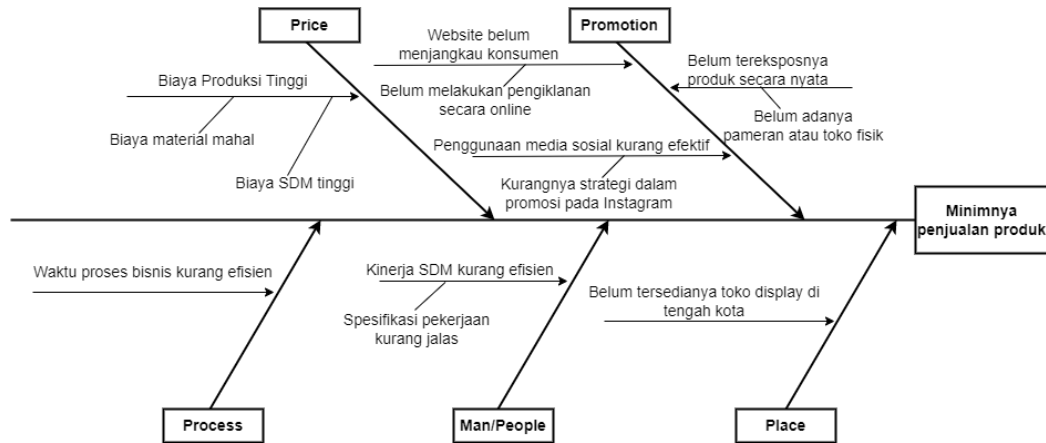 Price
Promotion
Website belum
menjangkau konsumen
Belum tereksposnya
produk secara nyata
Biaya Produksi Tinggi
Belum melakukan pengiklanan
secara online
Belum adanya
pameran atau toko fisik
Biaya material mahal
Penggunaan media sosial kurang efektif
Biaya SDM tinggi
Kurangnya strategi dalam
promosi pada Instagram
Minimnya
penjualan produk
Waktu proses bisnis kurang efisien
Kinerja SDM kurang efisien
Belum tersedianya toko display di
tengah kota
Spesifikasi pekerjaan
kurang jalas
Process
Man/People
Place